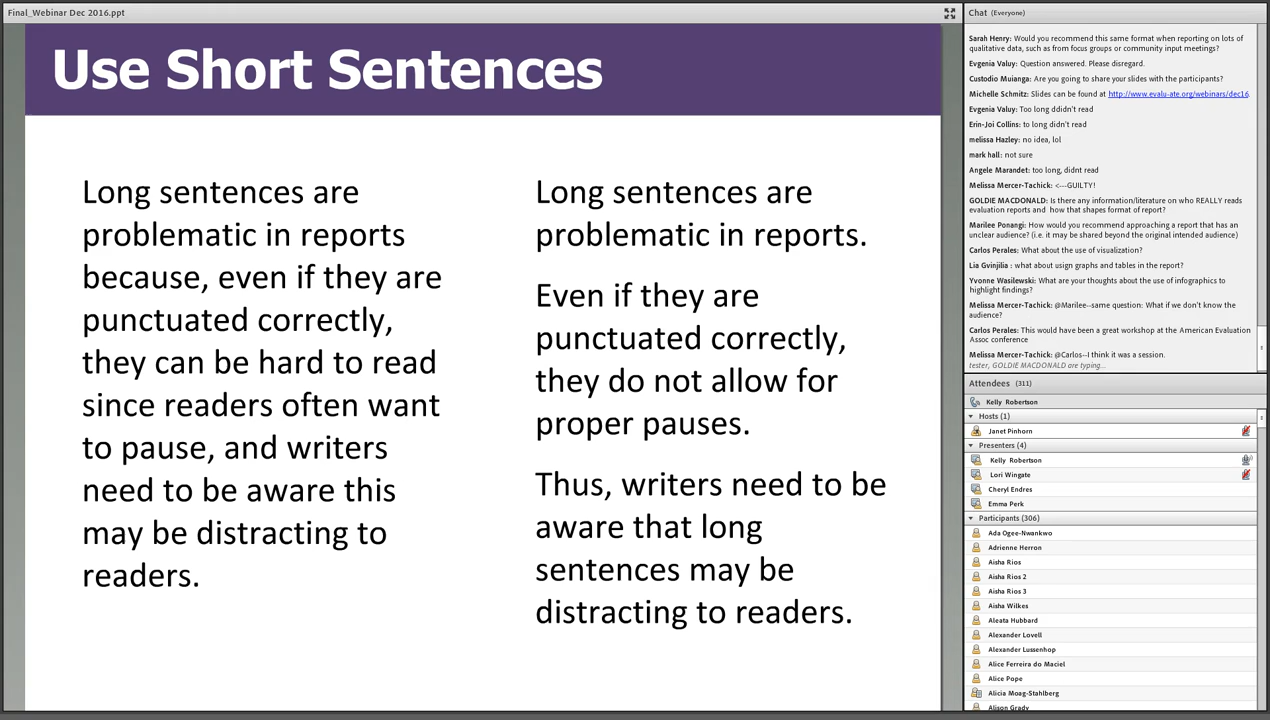 Final_Webinar Dec 2016.ppt
Use Short Sentences
Long sentences are
problematic in reports
because, even if they are
punctuated correctly,
they can be hard to read
since readers often want
to pause, and writers
need to be aware this
may be distracting to
readers.
Long sentences are
problematic in reports.
Even if they are
punctuated correctly,
they do not allow for
proper pauses.
Thus, writers need to be
aware that long
sentences may be
distracting to readers.
Chat (Everyone)
Sarah Henry: Would you recommend this same format when reporting on lots of
qualitative data, such as from focus groups or community input meetings?
Evgenia Valuy: Question answered. Please disregard.
Custodio Muianga: Are you going to share your slides with the participants?
Michelle Schmitz: Slides can be found at http://www.evalu-ate.org/webinars/dec16.
Evgenia Valuy: Too long ddidn't read
Erin-Joi Collins: to long didn't read
melissa Hazley: no idea, lol
mark hall: not sure
Angele Marandet: too long, didnt read
Melissa Mercer-Tachick: <---GUILTY!
GOLDIE MACDONALD: Is there any information/literature on who REALLY reads
evaluation reports and how that shapes format of report?
Marilee Ponangi: How would you recommend approaching a report that has an
unclear audience? (i.e. it may be shared beyond the original intended audience)
Carlos Perales: What about the use of visualization?
Lia Gvinjilia : what about usign graphs and tables in the report?
Yvonne Wasilewski: What are your thoughts about the use of infographics to
highlight findings?
Melissa Mercer-Tachick: @Marilee--same question: What if we don't know the
audience?
Carlos Perales: This would have been a great workshop at the American Evaluation
Assoc conference
Melissa Mercer-Tachick: @Carlos--I think it was a session.
tester, GOLDIE MACDONALD are typing...
Attendees (311)
Kelly Robertson
Hosts (1)
Janet Pinhorn
Presenters (4)
Kelly Robertson
Lori Wingate
Cheryl Endres
Emma Perk
Participants (306)
Ada Ogee-Nwankwo
Adrienne Herron
Aisha Rios
Aisha Rios 2
Aisha Rios 3
Aisha Wilkes
Aleata Hubbard
Alexander Lovell
Alexander Lussenhop
Alice Ferreira do Maciel
Alice Pope
Alicia Moag-Stahlberg
Alison Grady